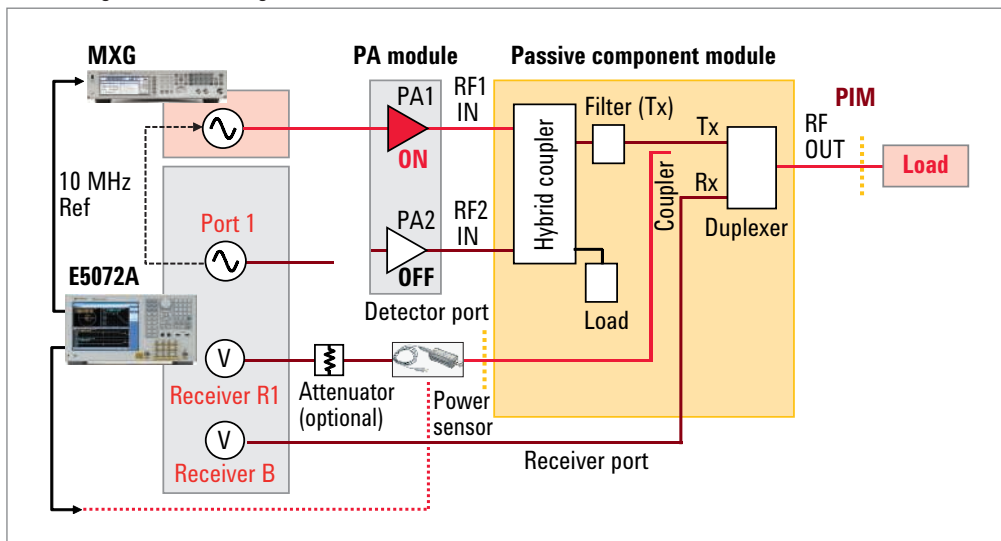 MXG
PA module
Passive component module
PA1
ON
RF1
IN
Filter (Tx)
Tx
PIM
RF
OUT
Load
10 MHz
Ref
Hybrid coupler
Coupler
Rx
Duplexer
Port 1
PA2
OFF
RF2
IN
E5072A
Detector port
Load
V
Receiver R1
Attenuator
(optional)
Power
sensor
V
Receiver B
Receiver port